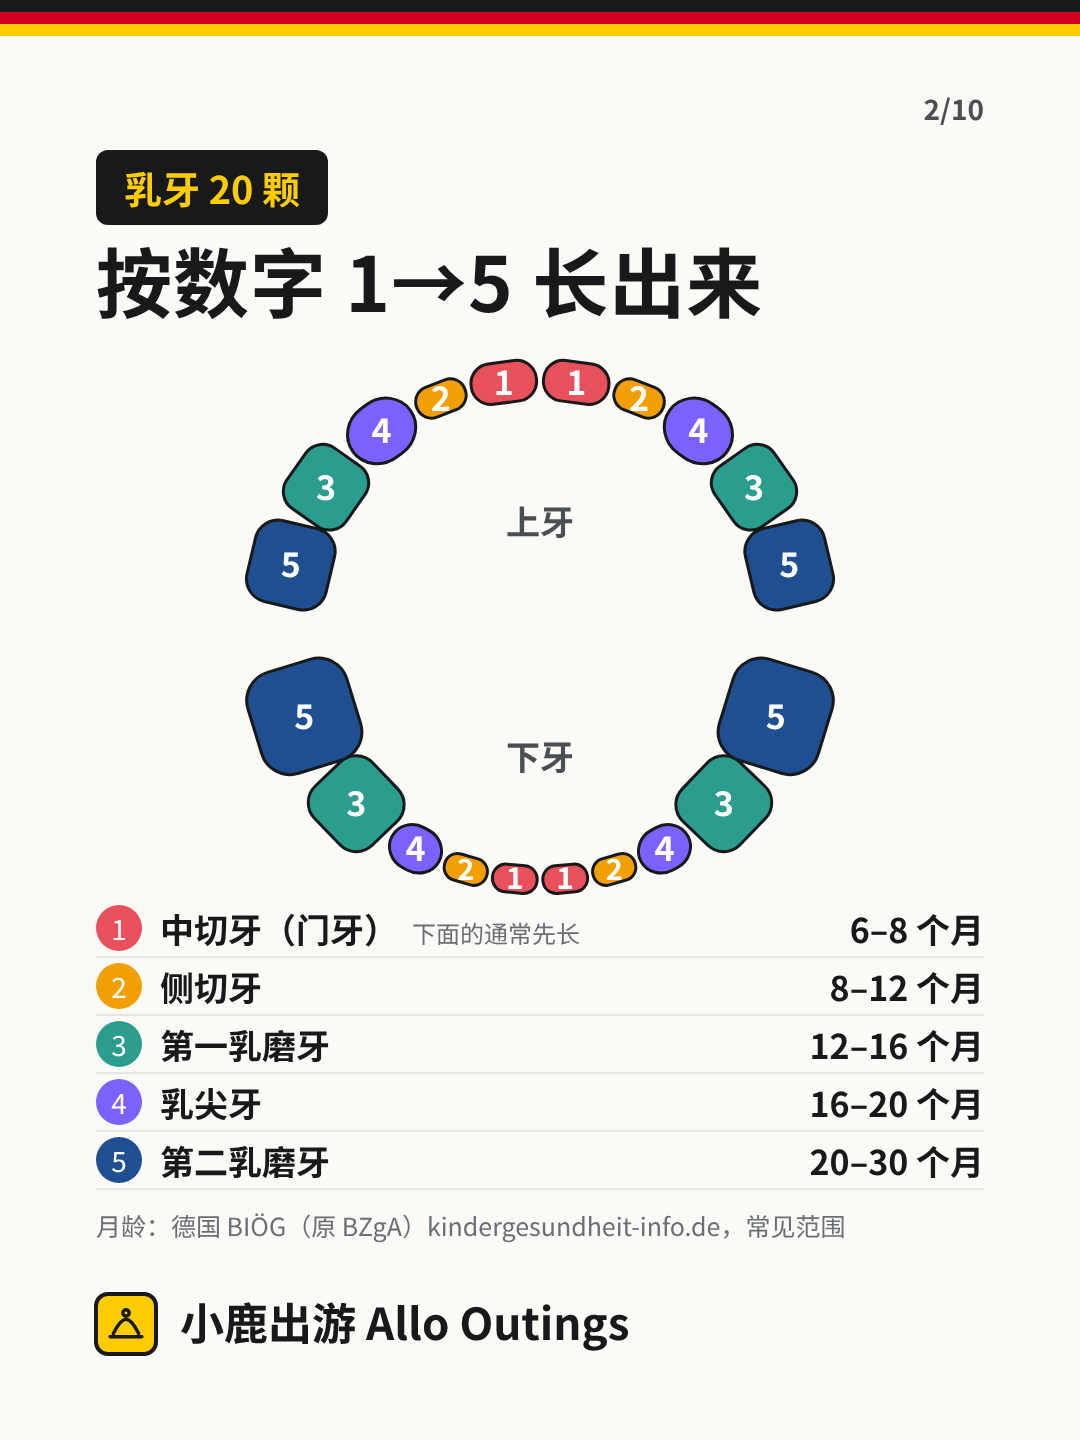 2/10
乳牙 20 颗
按数字 1→5 长出来
2 1 1 2
4 4
3 3
上牙
5 5
5 5
下牙
3 3
4 4
2 1 1 2
1 中切牙（门牙） 下面的通常先长 6–8 个月
2 侧切牙 8–12 个月
3 第一乳磨牙 12–16 个月
4 乳尖牙 16–20 个月
5 第二乳磨牙 20–30 个月
月龄：德国 BIÖG（原 BZgA）kindergesundheit-info.de，常见范围
小鹿出游 Allo Outings